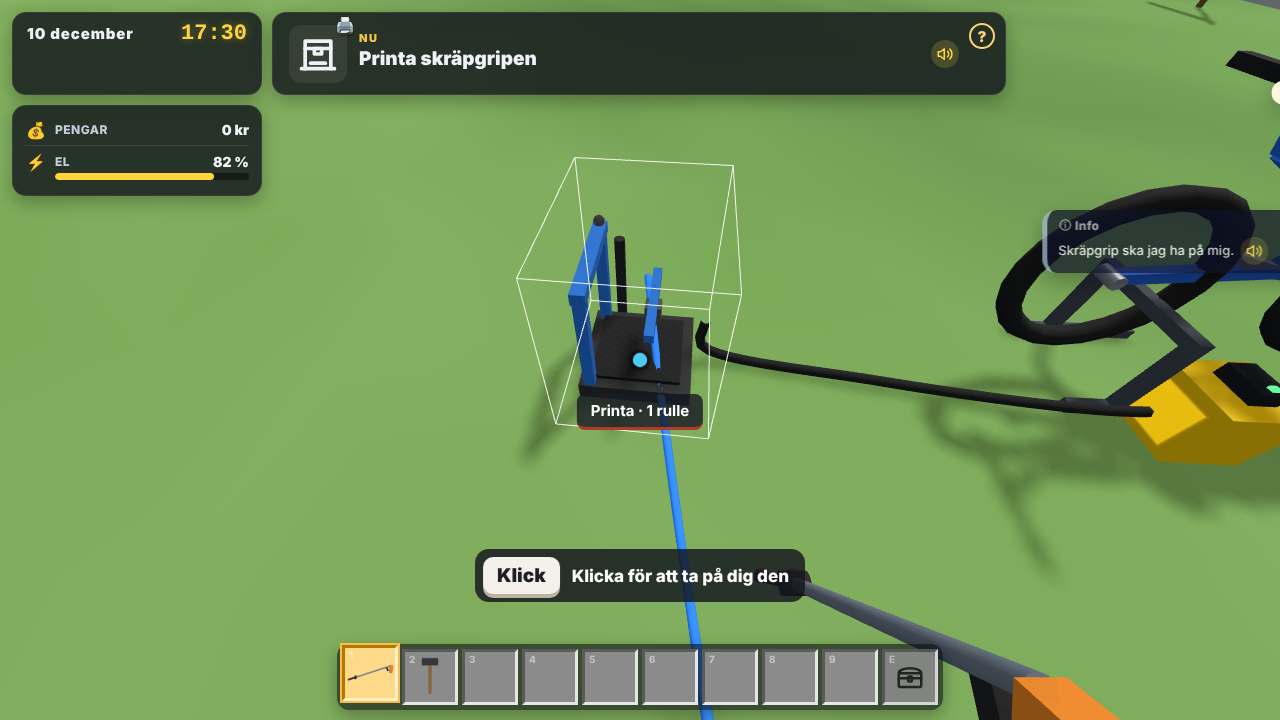 10 december
17:30
NU
Printa skräpgripen
?
PENGAR
0 kr
EL
82 %
Info
Skräpgrip ska jag ha på mig.
Printa · 1 rulle
Klick
Klicka för att ta på dig den
1
2
3
4
5
6
7
8
9
E